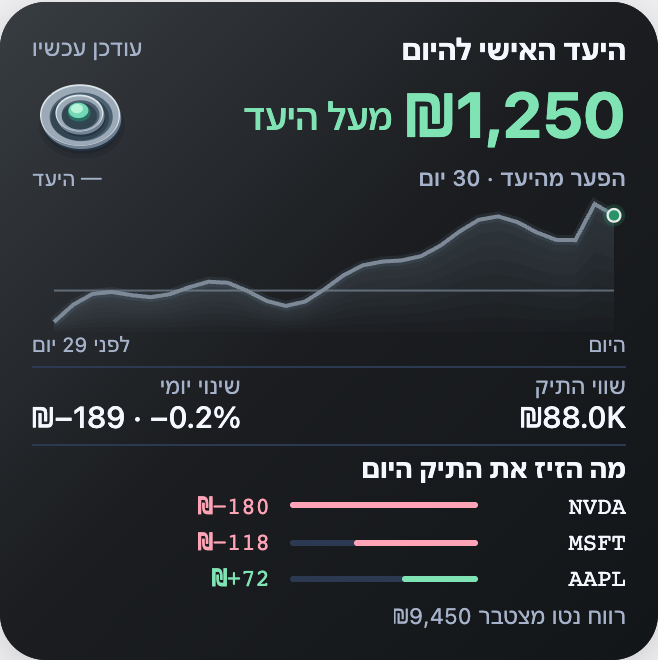 היעד האישי להיום
עודכן עכשיו
₪1,250 מעל היעד
הפער מהיעד · 30 יום
— היעד
היום
לפני 29 יום
שווי התיק
שינוי יומי
₪88.0K
₪−189 · −0.2%
מה הזיז את התיק היום
NVDA ₪−180
MSFT ₪−118
AAPL ₪+72
רווח נטו מצטבר ₪9,450